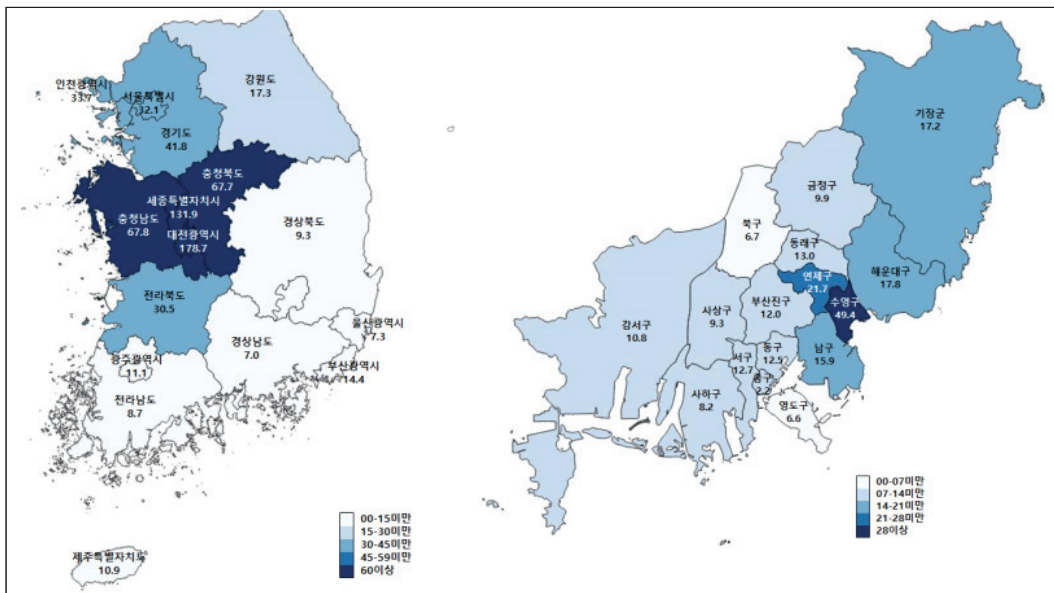 강원도
17.3
인천광역시
33.7
서울특별시
32.1
경기도
41.8
충청북도
67.7
세종특별자치시
131.9
충청남도
67.8
대전광역시
178.7
경상북도
9.3
전라북도
30.5
울산광역시
7.3
경상남도
7.0
광주광역시
11.1
부산광역시
14.4
전라남도
8.7
제주특별자치도
10.9
00-15미만
15-30미만
30-45미만
45-59미만
60이상
기장군
17.2
금정구
9.9
북구
6.7
동래구
13.0
해운대구
17.8
연제구
21.7
수영구
49.4
사상구
9.3
부산진구
12.0
강서구
10.8
남구
15.9
동구
12.5
서구
12.7
중구
2.2
사하구
8.2
영도구
6.6
00-07미만
07-14미만
14-21미만
21-28미만
28이상